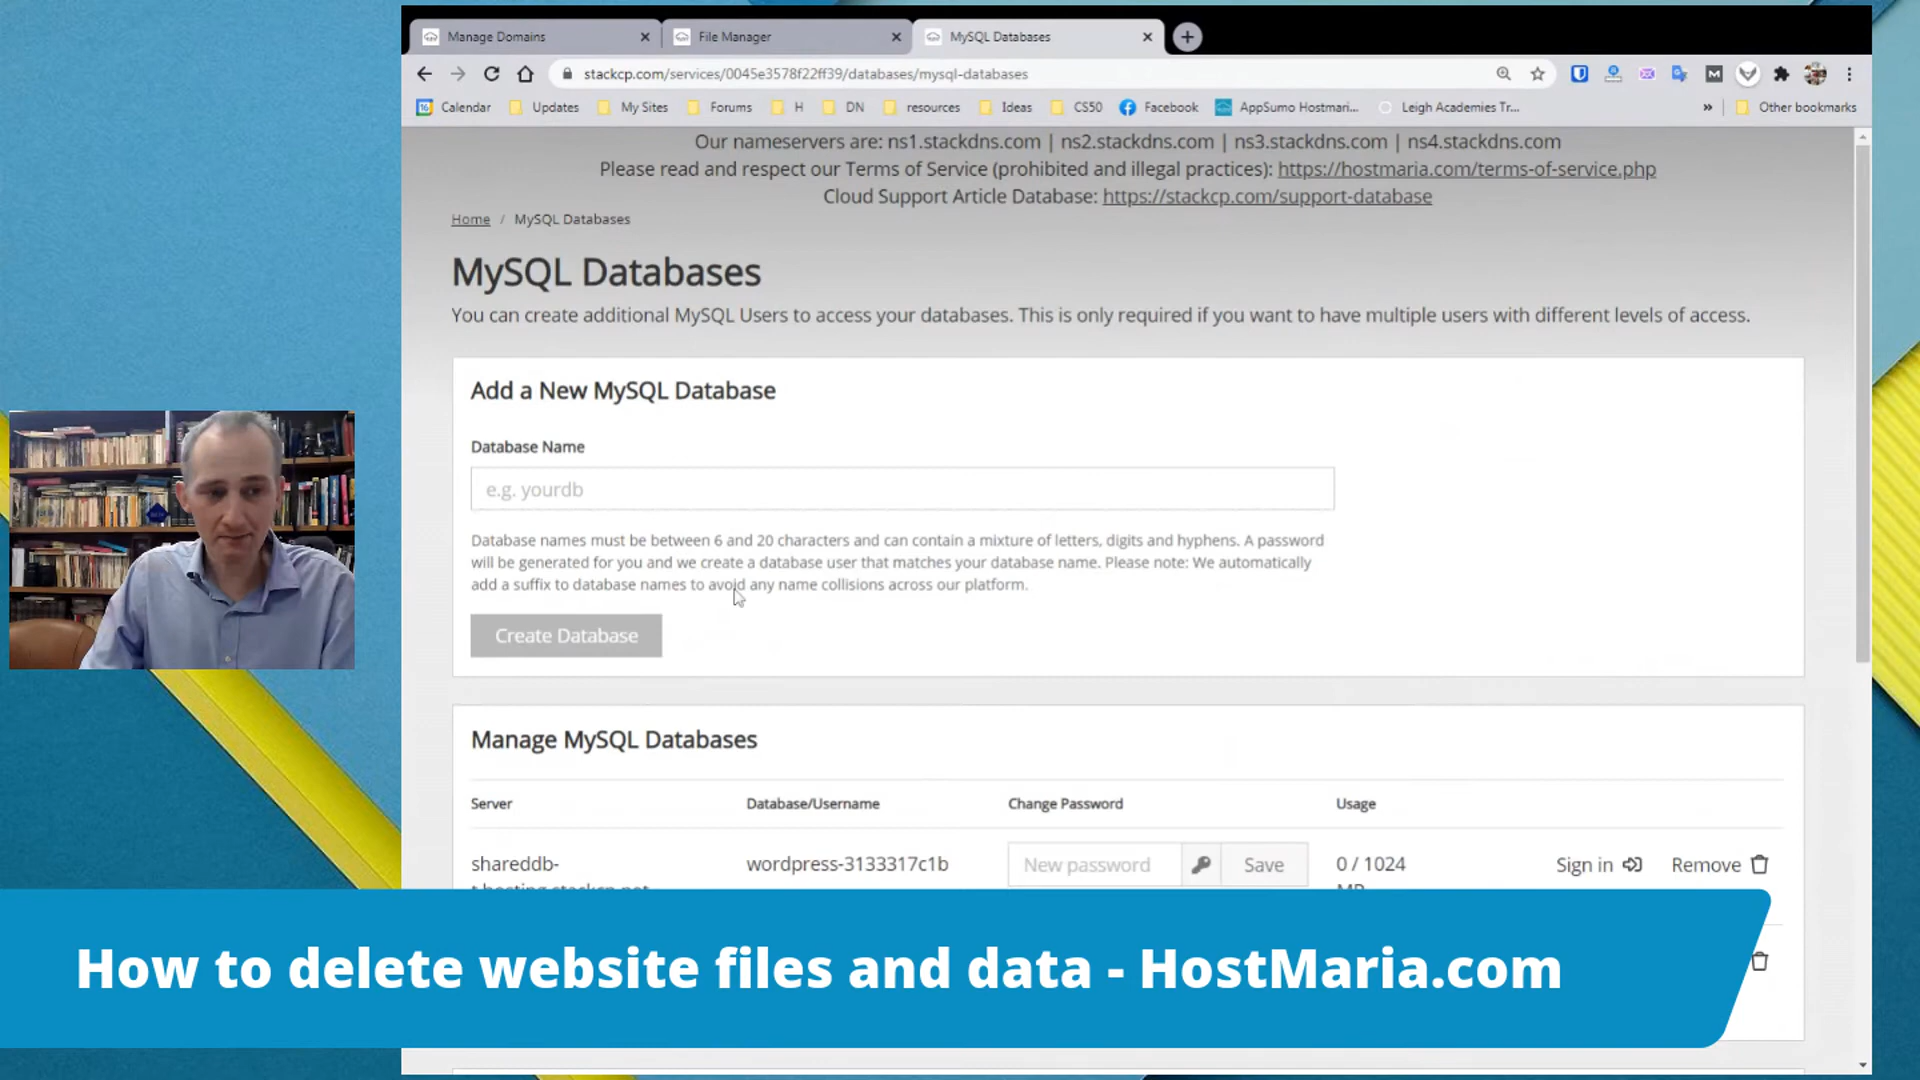 Manage Domains
File Manager
MySQL Databases
stackcp.com/services/0045e3578f22ff39/databases/mysql-databases
Calendar
Updates
My Sites
Forums
H
DN
resources
Ideas
CS50
Facebook
AppSumo Hostmari...
Leigh Academies Tr...
»
Other bookmarks
Our nameservers are: ns1.stackdns.com | ns2.stackdns.com | ns3.stackdns.com | ns4.stackdns.com
Please read and respect our Terms of Service (prohibited and illegal practices): https://hostmaria.com/terms-of-service.php
Cloud Support Article Database: https://stackcp.com/support-database
Home / MySQL Databases
MySQL Databases
You can create additional MySQL Users to access your databases. This is only required if you want to have multiple users with different levels of access.
Add a New MySQL Database
Database Name
e.g. yourdb
Database names must be between 6 and 20 characters and can contain a mixture of letters, digits and hyphens. A password
will be generated for you and we create a database user that matches your database name. Please note: We automatically
add a suffix to database names to avoid any name collisions across our platform.
Create Database
Manage MySQL Databases
Server Database/Username Change Password Usage
shareddb- wordpress-3133317c1b New password Save 0 / 1024 Sign in Remove
How to delete website files and data - HostMaria.com